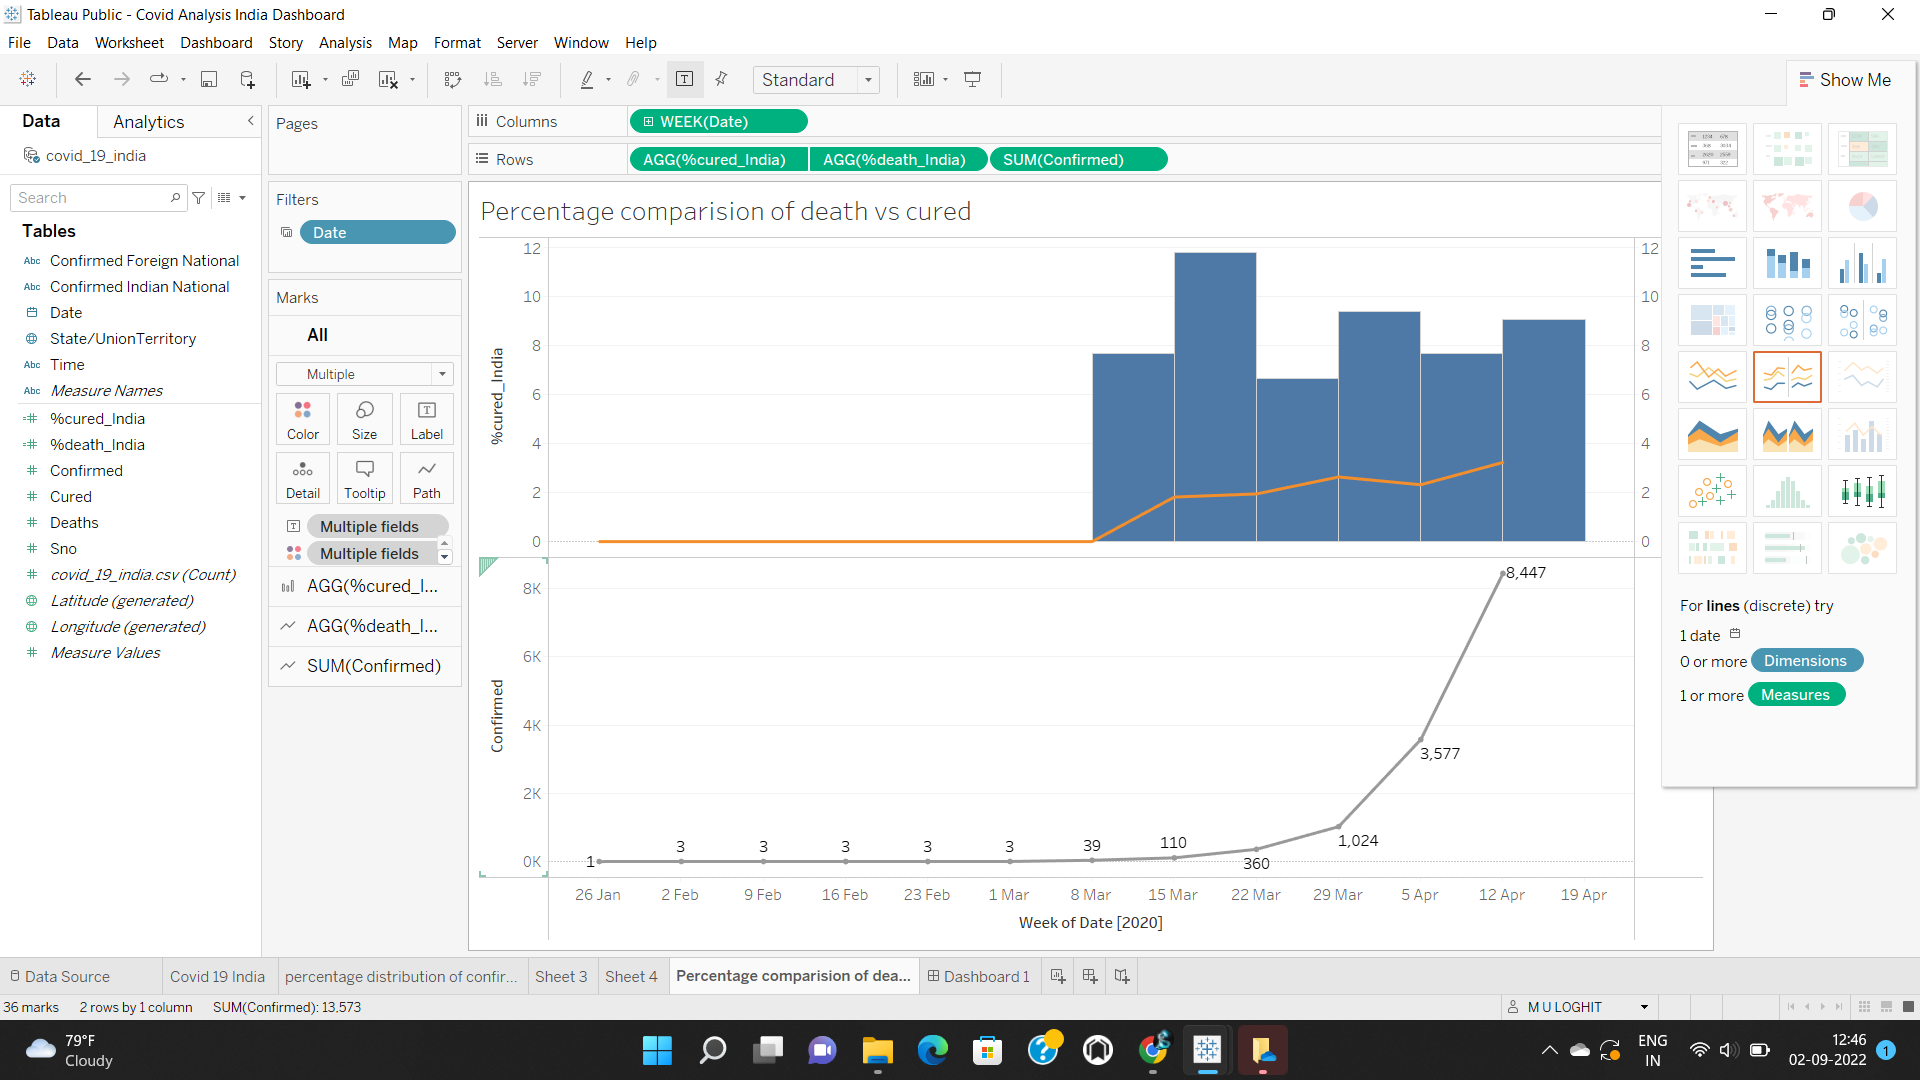 Tableau Public - Covid Analysis India Dashboard
File Data Worksheet Dashboard Story Analysis Map Format Server Window Help
Standard
Show Me
Data Analytics
covid_19_india
Search
Tables
Abc Confirmed Foreign National
Abc Confirmed Indian National
Date
State/UnionTerritory
Abc Time
Abc Measure Names
%cured_India
%death_India
Confirmed
Cured
Deaths
Sno
covid_19_india.csv (Count)
Latitude (generated)
Longitude (generated)
Measure Values
Pages
Filters
Date
Marks
All
Multiple
Color Size Label
Detail Tooltip Path
Multiple fields
Multiple fields
AGG(%cured_I...
AGG(%death_I...
SUM(Confirmed)
Columns WEEK(Date)
Rows AGG(%cured_India) AGG(%death_India) SUM(Confirmed)
Percentage comparision of death vs cured
%cured_India
12
10
8
6
4
2
0
12
10
8
6
4
2
0
Confirmed
8K
6K
4K
2K
0K
1 3 3 3 3 3 39 110 360 1,024 3,577 8,447
26 Jan 2 Feb 9 Feb 16 Feb 23 Feb 1 Mar 8 Mar 15 Mar 22 Mar 29 Mar 5 Apr 12 Apr 19 Apr
Week of Date [2020]
For lines (discrete) try
1 date
0 or more Dimensions
1 or more Measures
Data Source Covid 19 India percentage distribution of confir... Sheet 3 Sheet 4 Percentage comparision of dea... Dashboard 1
36 marks 2 rows by 1 column SUM(Confirmed): 13,573
M U LOGHIT
79°F
Cloudy
ENG
IN
12:46
02-09-2022
1